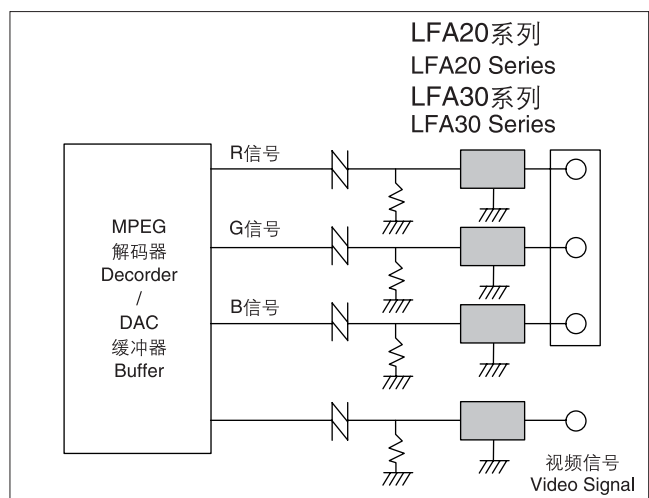 LFA20系列
LFA20 Series
LFA30系列
LFA30 Series
R信号
G信号
B信号
MPEG
解码器
Decorder
/
DAC
缓冲器
Buffer
视频信号
Video Signal